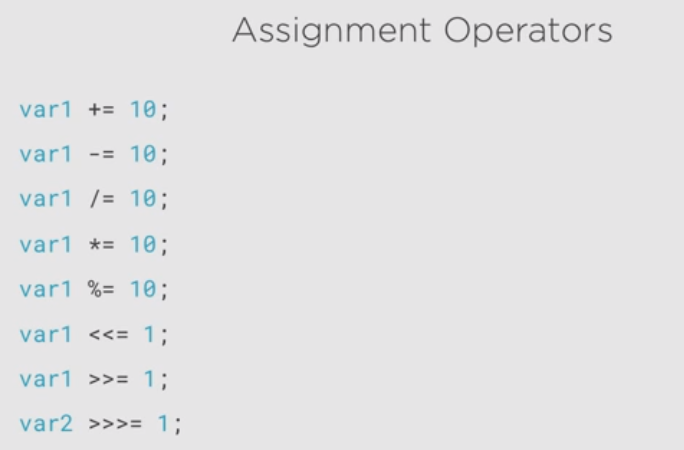 Assignment Operators
var1 += 10;
var1 -= 10;
var1 /= 10;
var1 *= 10;
var1 %= 10;
var1 <<= 1;
var1 >>= 1;
var2 >>>= 1;